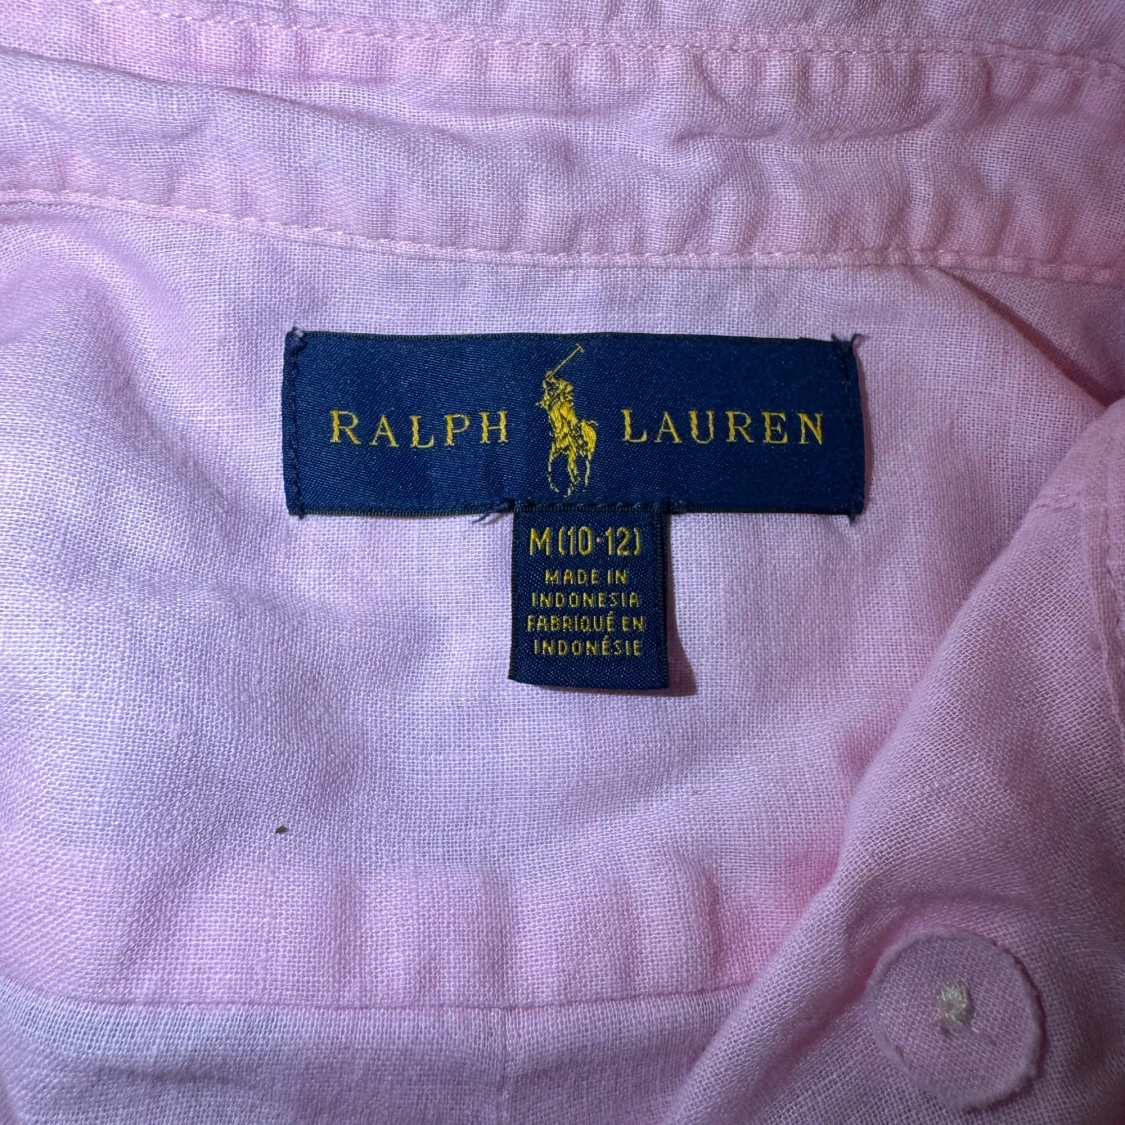 RALPH LAUREN
M (10·12)
MADE IN
INDONESIA
FABRIQUÉ EN
INDONÉSIE